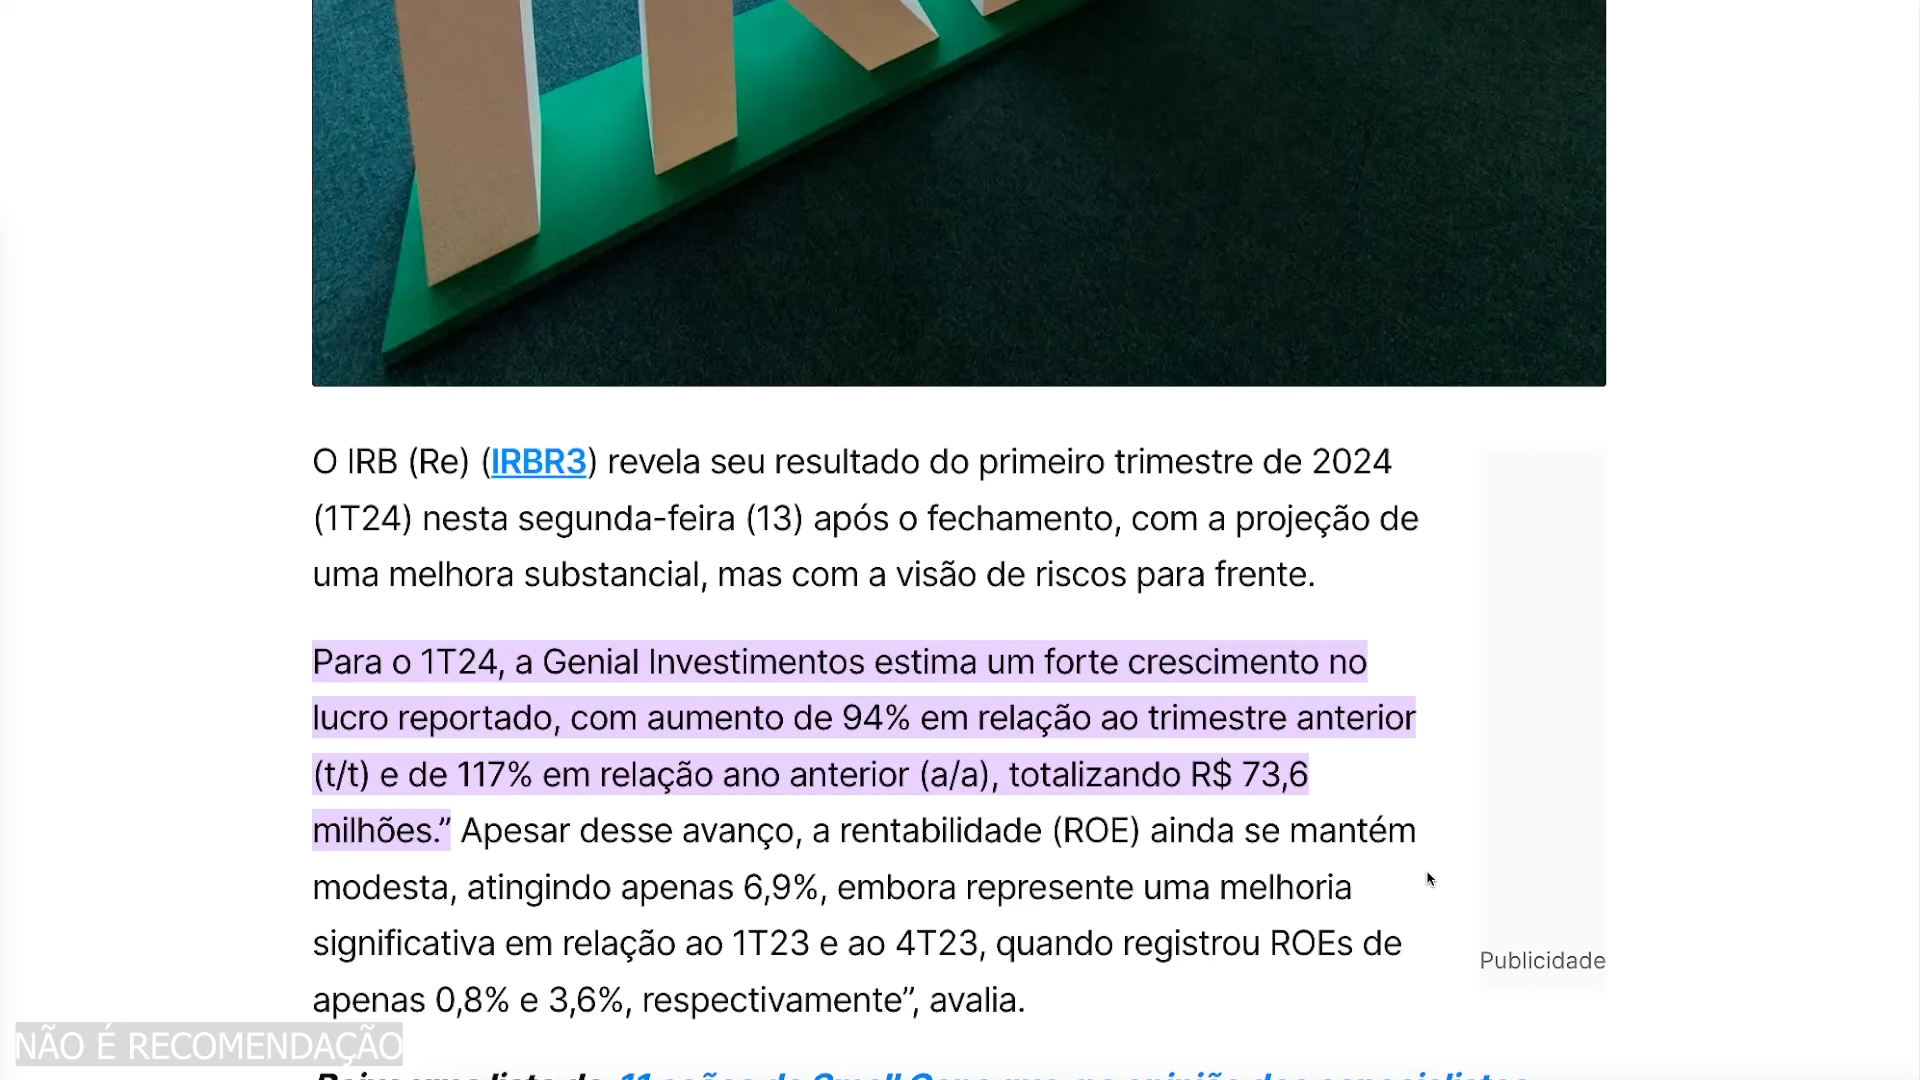 O IRB (Re) (IRBR3) revela seu resultado do primeiro trimestre de 2024
(1T24) nesta segunda-feira (13) após o fechamento, com a projeção de
uma melhora substancial, mas com a visão de riscos para frente.
Para o 1T24, a Genial Investimentos estima um forte crescimento no
lucro reportado, com aumento de 94% em relação ao trimestre anterior
(t/t) e de 117% em relação ano anterior (a/a), totalizando R$ 73,6
milhões.” Apesar desse avanço, a rentabilidade (ROE) ainda se mantém
modesta, atingindo apenas 6,9%, embora represente uma melhoria
significativa em relação ao 1T23 e ao 4T23, quando registrou ROEs de
apenas 0,8% e 3,6%, respectivamente”, avalia.
Publicidade
NÃO É RECOMENDAÇÃO